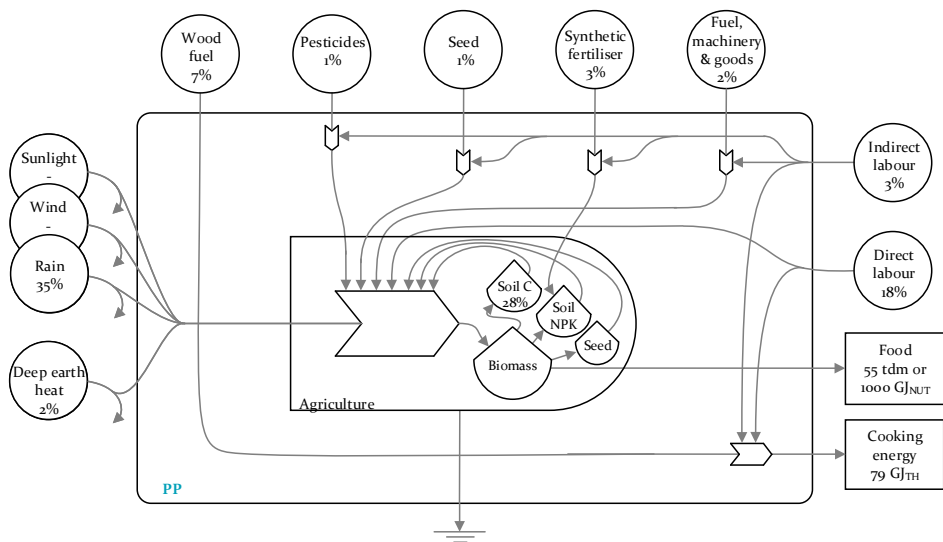 Wood
fuel
7%
Pesticides
1%
Seed
1%
Synthetic
fertiliser
3%
Fuel,
machinery
& goods
2%
Sunlight
-
Wind
-
Rain
35%
Deep earth
heat
2%
Indirect
labour
3%
Direct
labour
18%
Soil C
28%
Soil
NPK
Seed
Biomass
Agriculture
Food
55 tdm or
1000 GJNUT
Cooking
energy
79 GJTH
PP